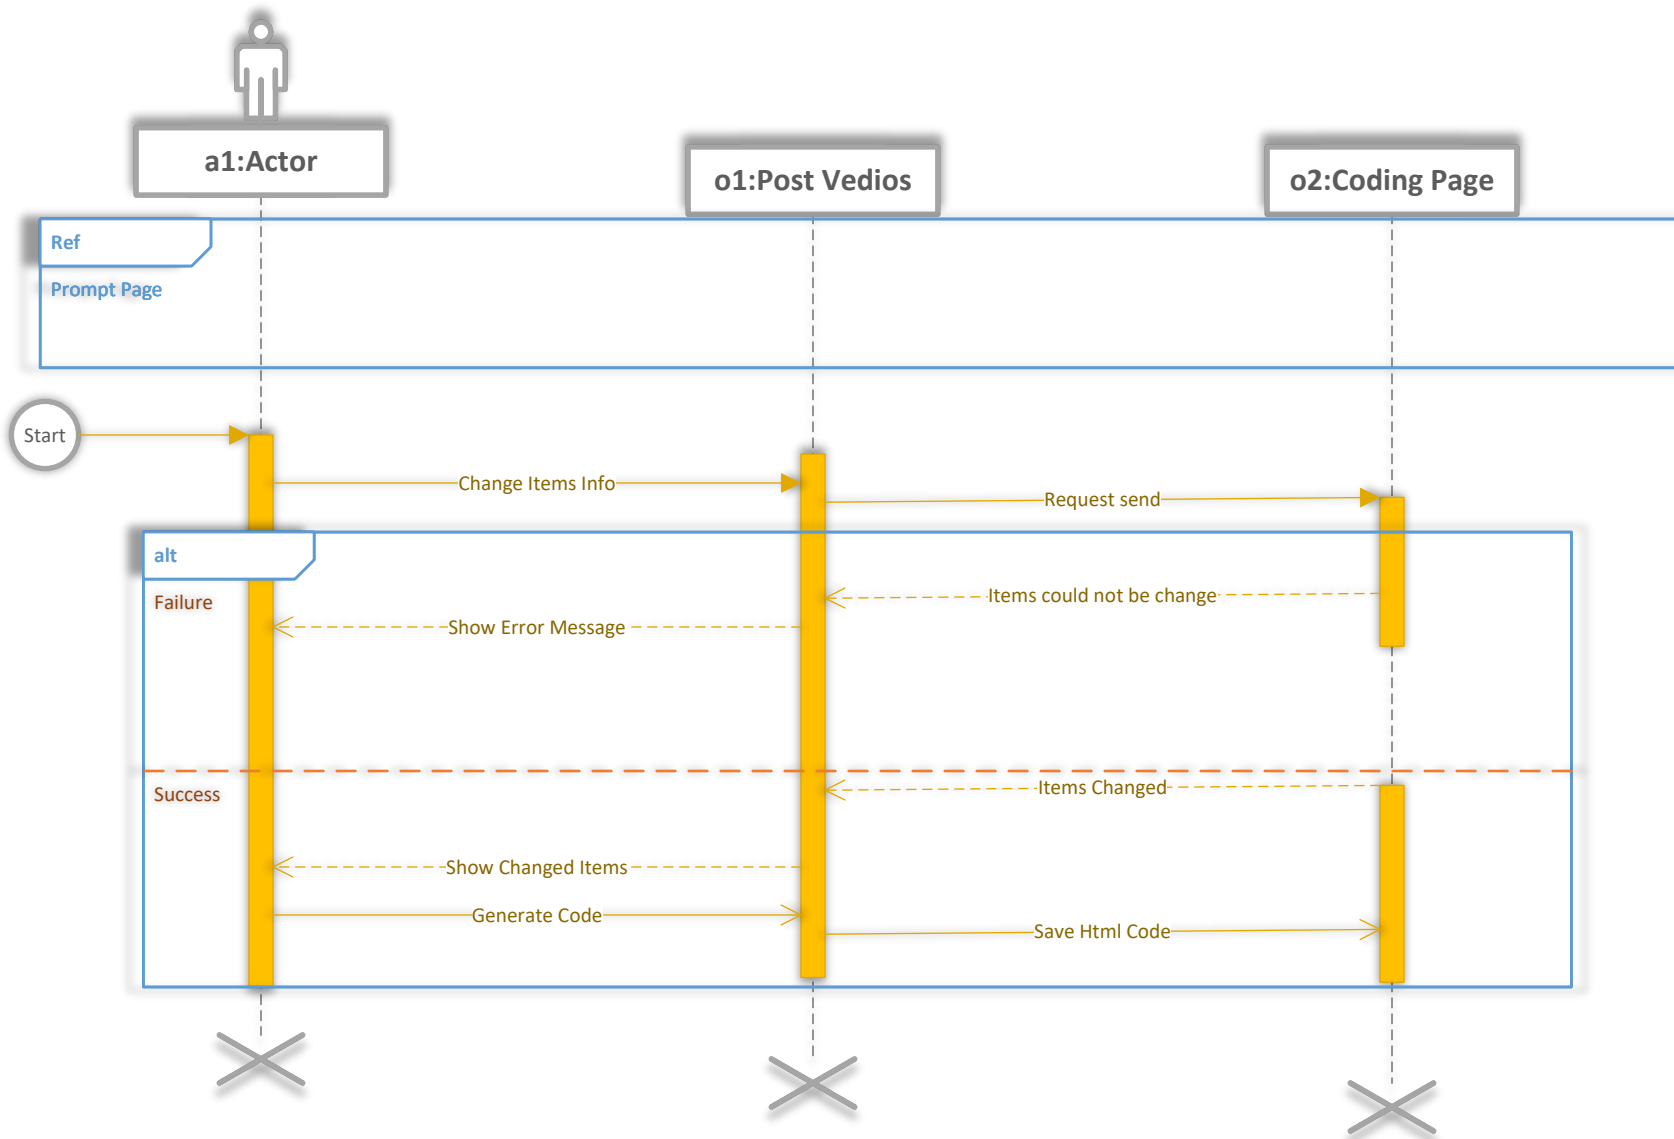 a1:Actor
o1:Post Vedios
o2:Coding Page
Ref
Prompt Page
Start
Change Items Info
Request send
alt
Failure
Items could not be change
Show Error Message
Success
Items Changed
Show Changed Items
Generate Code
Save Html Code